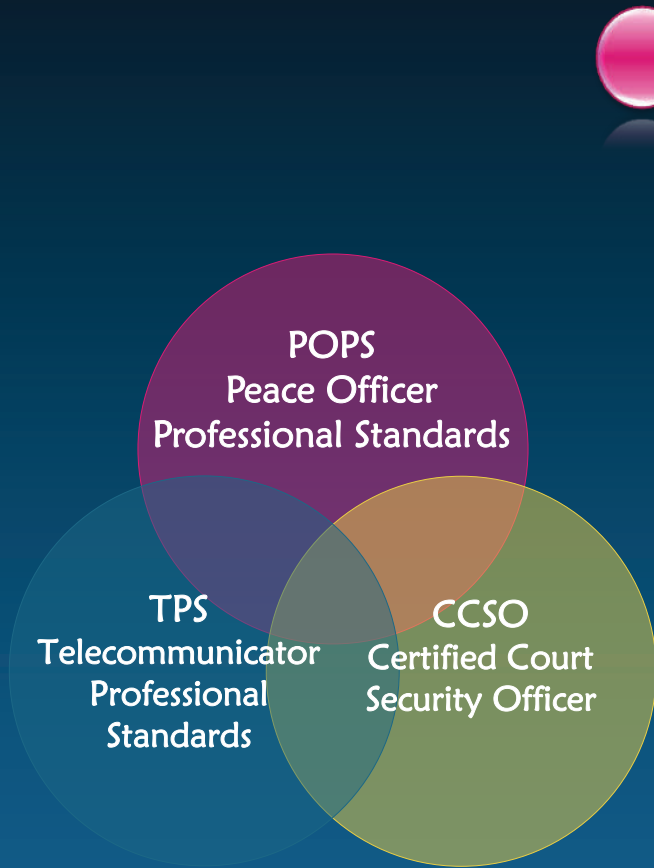 POPS
Peace Officer
Professional Standards
TPS
Telecommunicator
Professional
Standards
CCSO
Certified Court
Security Officer